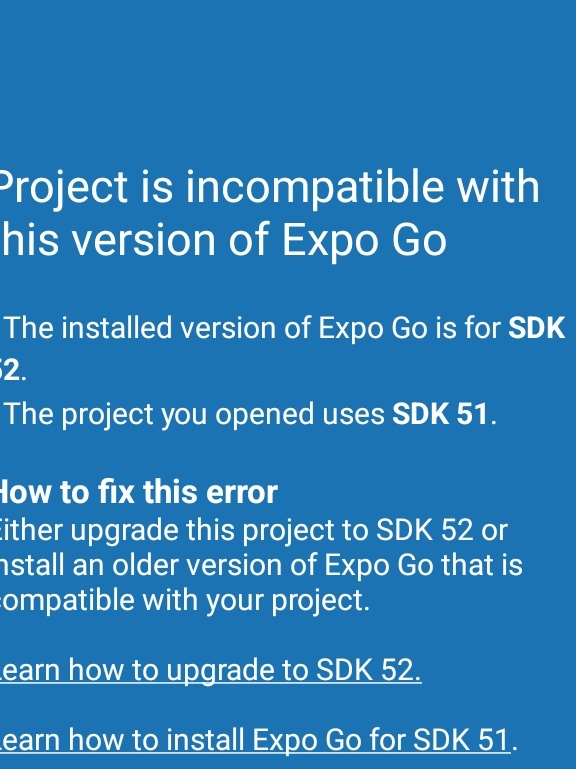 Project is incompatible with
this version of Expo Go
The installed version of Expo Go is for SDK
52.
The project you opened uses SDK 51.
How to fix this error
Either upgrade this project to SDK 52 or
install an older version of Expo Go that is
compatible with your project.
Learn how to upgrade to SDK 52.
Learn how to install Expo Go for SDK 51.